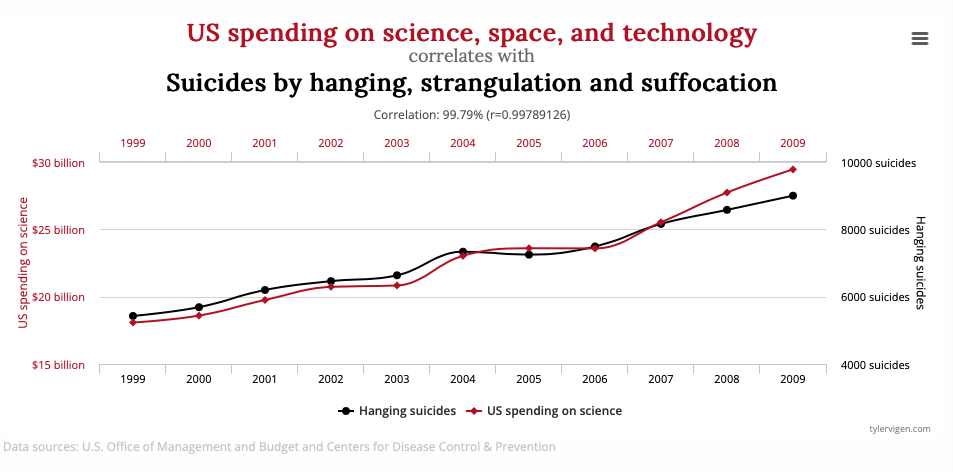 US spending on science, space, and technology
correlates with
Suicides by hanging, strangulation and suffocation
Correlation: 99.79% (r=0.99789126)
1999 2000 2001 2002 2003 2004 2005 2006 2007 2008 2009
$30 billion 10000 suicides
US spending on science
Hanging suicides
$25 billion 8000 suicides
$20 billion 6000 suicides
$15 billion 4000 suicides
1999 2000 2001 2002 2003 2004 2005 2006 2007 2008 2009
Hanging suicides US spending on science
tylervigen.com
Data sources: U.S. Office of Management and Budget and Centers for Disease Control & Prevention